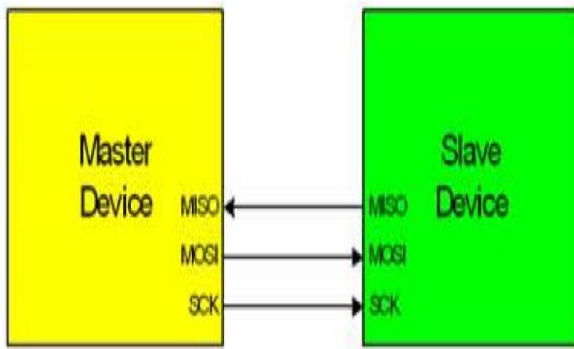 Master
Device
MISO
MOSI
SCK
Slave
Device
MISO
MOSI
SCK